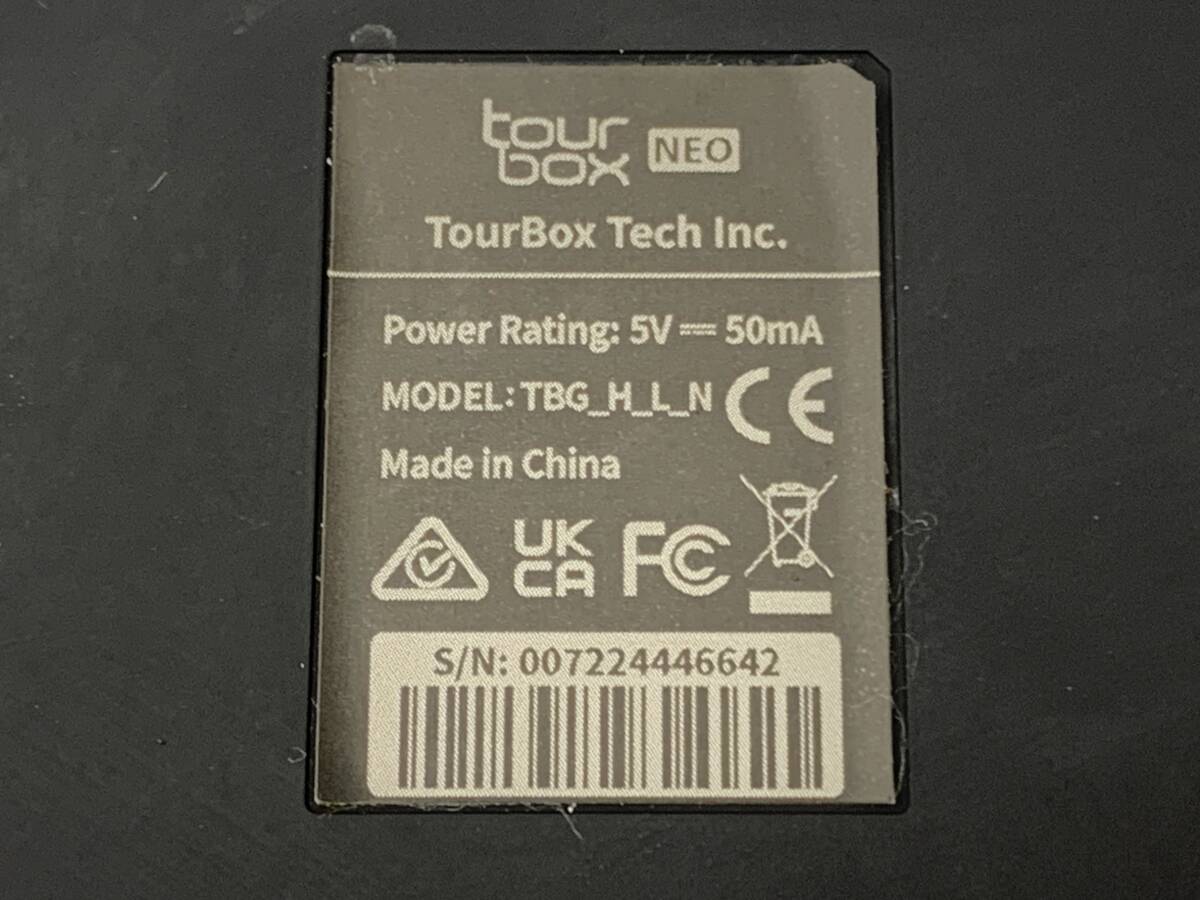 tour
box NEO
TourBox Tech Inc.
Power Rating: 5V ⎓ 50mA
MODEL: TBG_H_L_N CE
Made in China
UK
CA FC
S/N: 007224446642